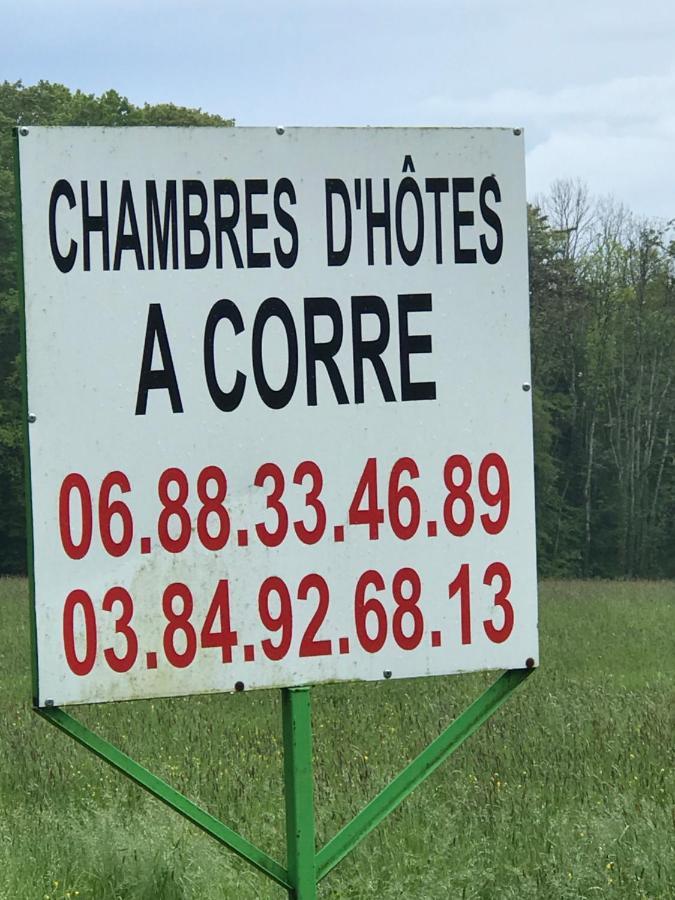 CHAMBRES D'HÔTES
A CORRE
06.88.33.46.89
03.84.92.68.13